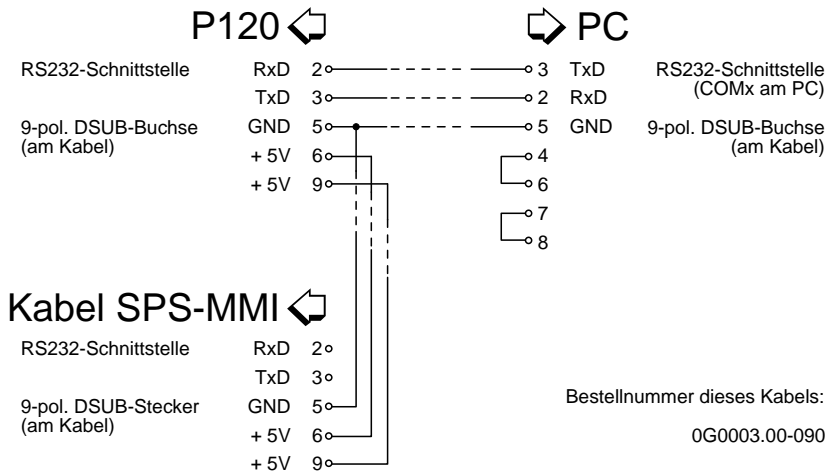 P120 PC
RS232-Schnittstelle RxD 2 3 TxD RS232-Schnittstelle
(COMx am PC)
TxD 3 2 RxD
9-pol. DSUB-Buchse GND 5 5 GND 9-pol. DSUB-Buchse
(am Kabel) (am Kabel)
+ 5V 6 4
+ 5V 9 6
7
8
Kabel SPS-MMI
RS232-Schnittstelle RxD 2
TxD 3
9-pol. DSUB-Stecker GND 5
(am Kabel)
+ 5V 6
+ 5V 9
Bestellnummer dieses Kabels:
0G0003.00-090